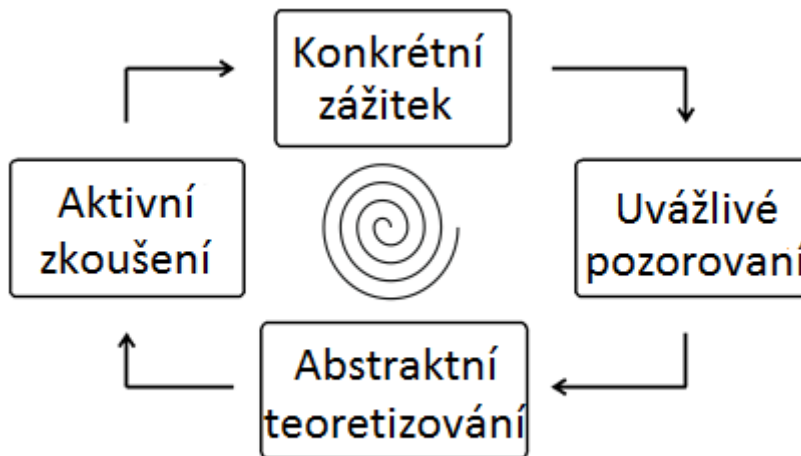 Konkrétní
zážitek
Aktivní
zkoušení
Uvážlivé
pozorovaní
Abstraktní
teoretizování